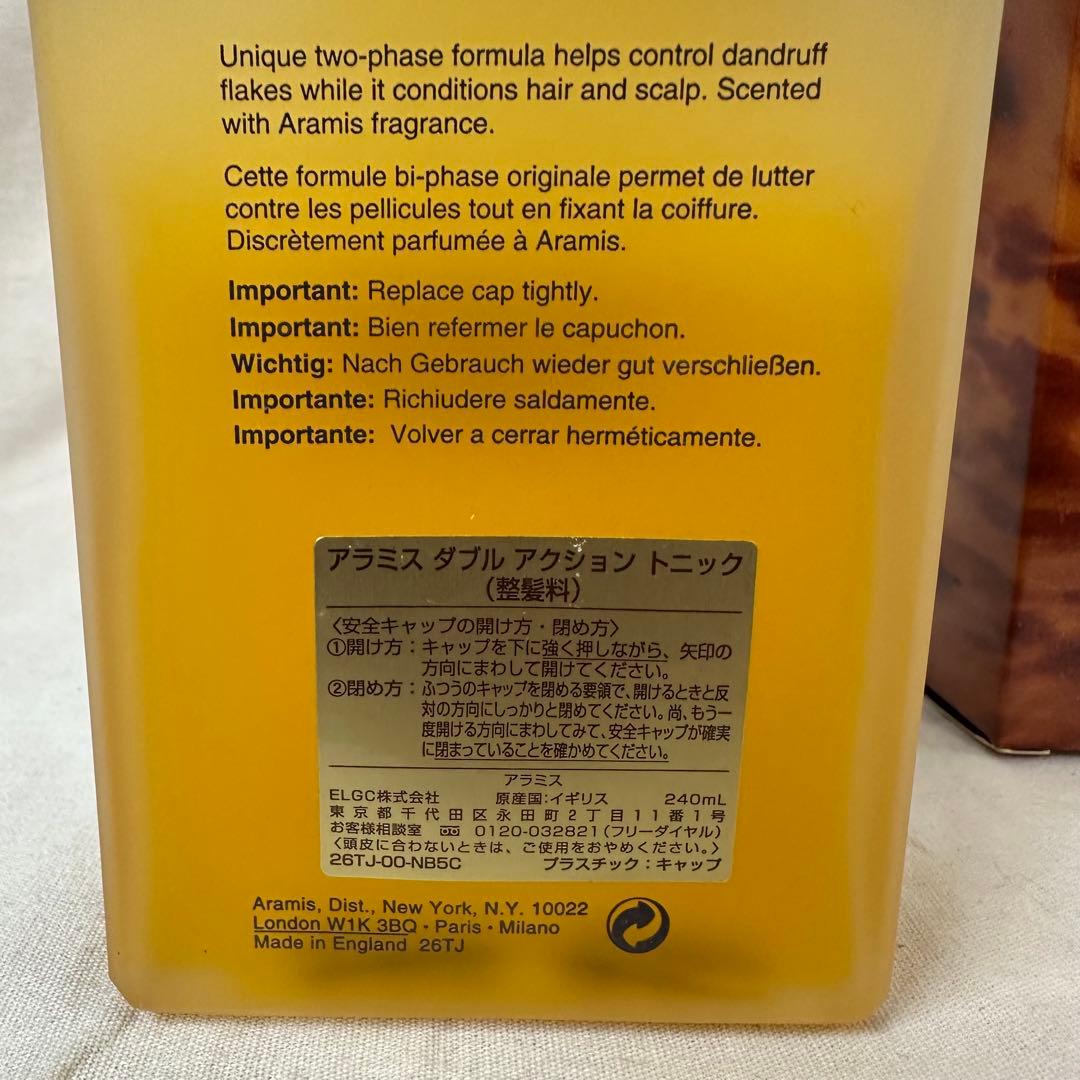 Unique two-phase formula helps control dandruff
flakes while it conditions hair and scalp. Scented
with Aramis fragrance.
Cette formule bi-phase originale permet de lutter
contre les pellicules tout en fixant la coiffure.
Discrètement parfumée à Aramis.
Important: Replace cap tightly.
Important: Bien refermer le capuchon.
Wichtig: Nach Gebrauch wieder gut verschließen.
Importante: Richiudere saldamente.
Importante: Volver a cerrar herméticamente.
アラミス ダブル アクション トニック
（整髪料）
〈安全キャップの開け方・閉め方〉
①開け方：キャップを下に強く押しながら、矢印の
方向にまわして開けてください。
②閉め方：ふつうのキャップを閉める要領で、開けるときと反
対の方向にしっかりと閉めてください。尚、もう一
度開ける方向にまわしてみて、安全キャップが確実
に閉まっていることを確かめてください。
アラミス
ELGC株式会社 原産国：イギリス 240mL
東京都千代田区永田町2丁目11番1号
お客様相談室 0120-032821（フリーダイヤル）
〈頭皮に合わないときは、ご使用をおやめください。〉
26TJ-00-NB5C プラスチック：キャップ
Aramis, Dist., New York, N.Y. 10022
London W1K 3BQ · Paris · Milano
Made in England 26TJ